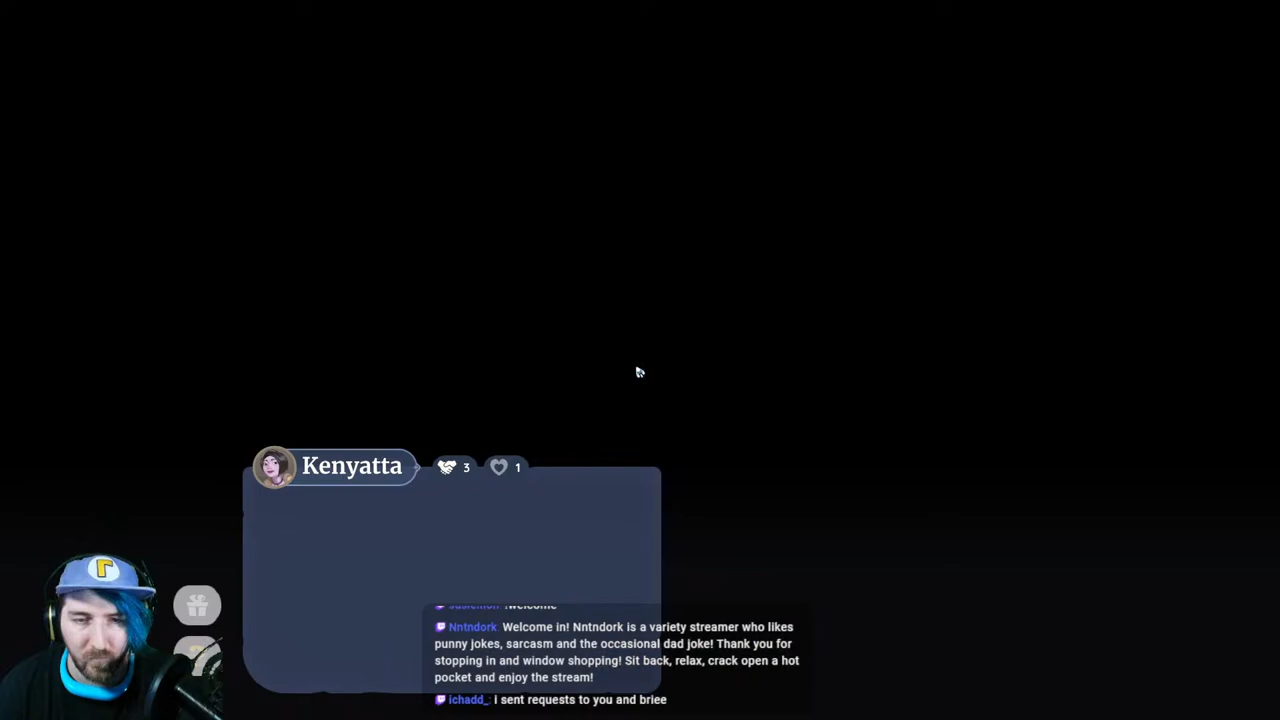 Kenyatta
3
1
!welcome
Nntndork: Welcome in! Nntndork is a variety streamer who likes
punny jokes, sarcasm and the occasional dad joke! Thank you for
stopping in and window shopping! Sit back, relax, crack open a hot
pocket and enjoy the stream!
ichadd_: I sent requests to you and briee